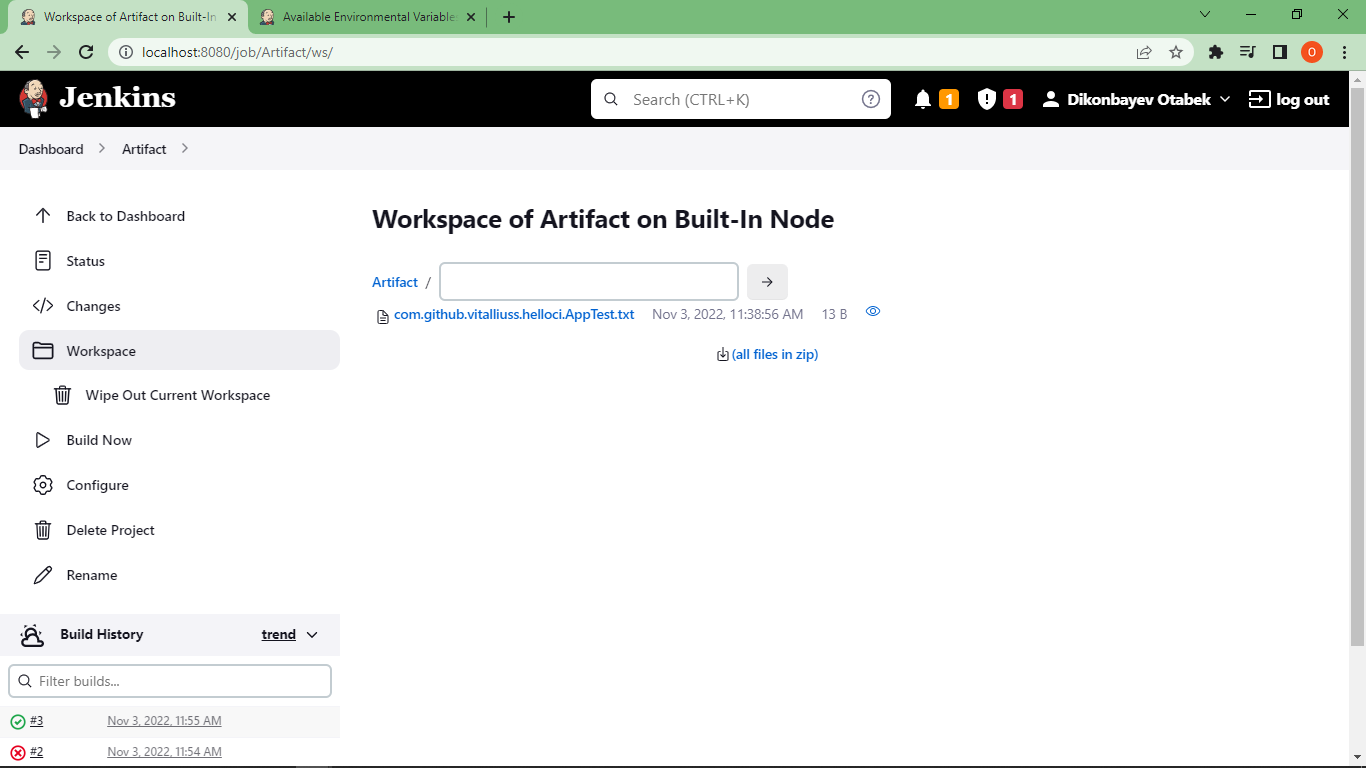 Workspace of Artifact on Built-In
Available Environmental Variable
localhost:8080/job/Artifact/ws/
O
Jenkins
Search (CTRL+K)
1
1
Dikonbayev Otabek
log out
Dashboard
Artifact
Back to Dashboard
Status
Changes
Workspace
Wipe Out Current Workspace
Build Now
Configure
Delete Project
Rename
Build History
trend
Filter builds...
#3 Nov 3, 2022, 11:55 AM
#2 Nov 3, 2022, 11:54 AM
Workspace of Artifact on Built-In Node
Artifact /
com.github.vitalliuss.helloci.AppTest.txt Nov 3, 2022, 11:38:56 AM 13 B
(all files in zip)